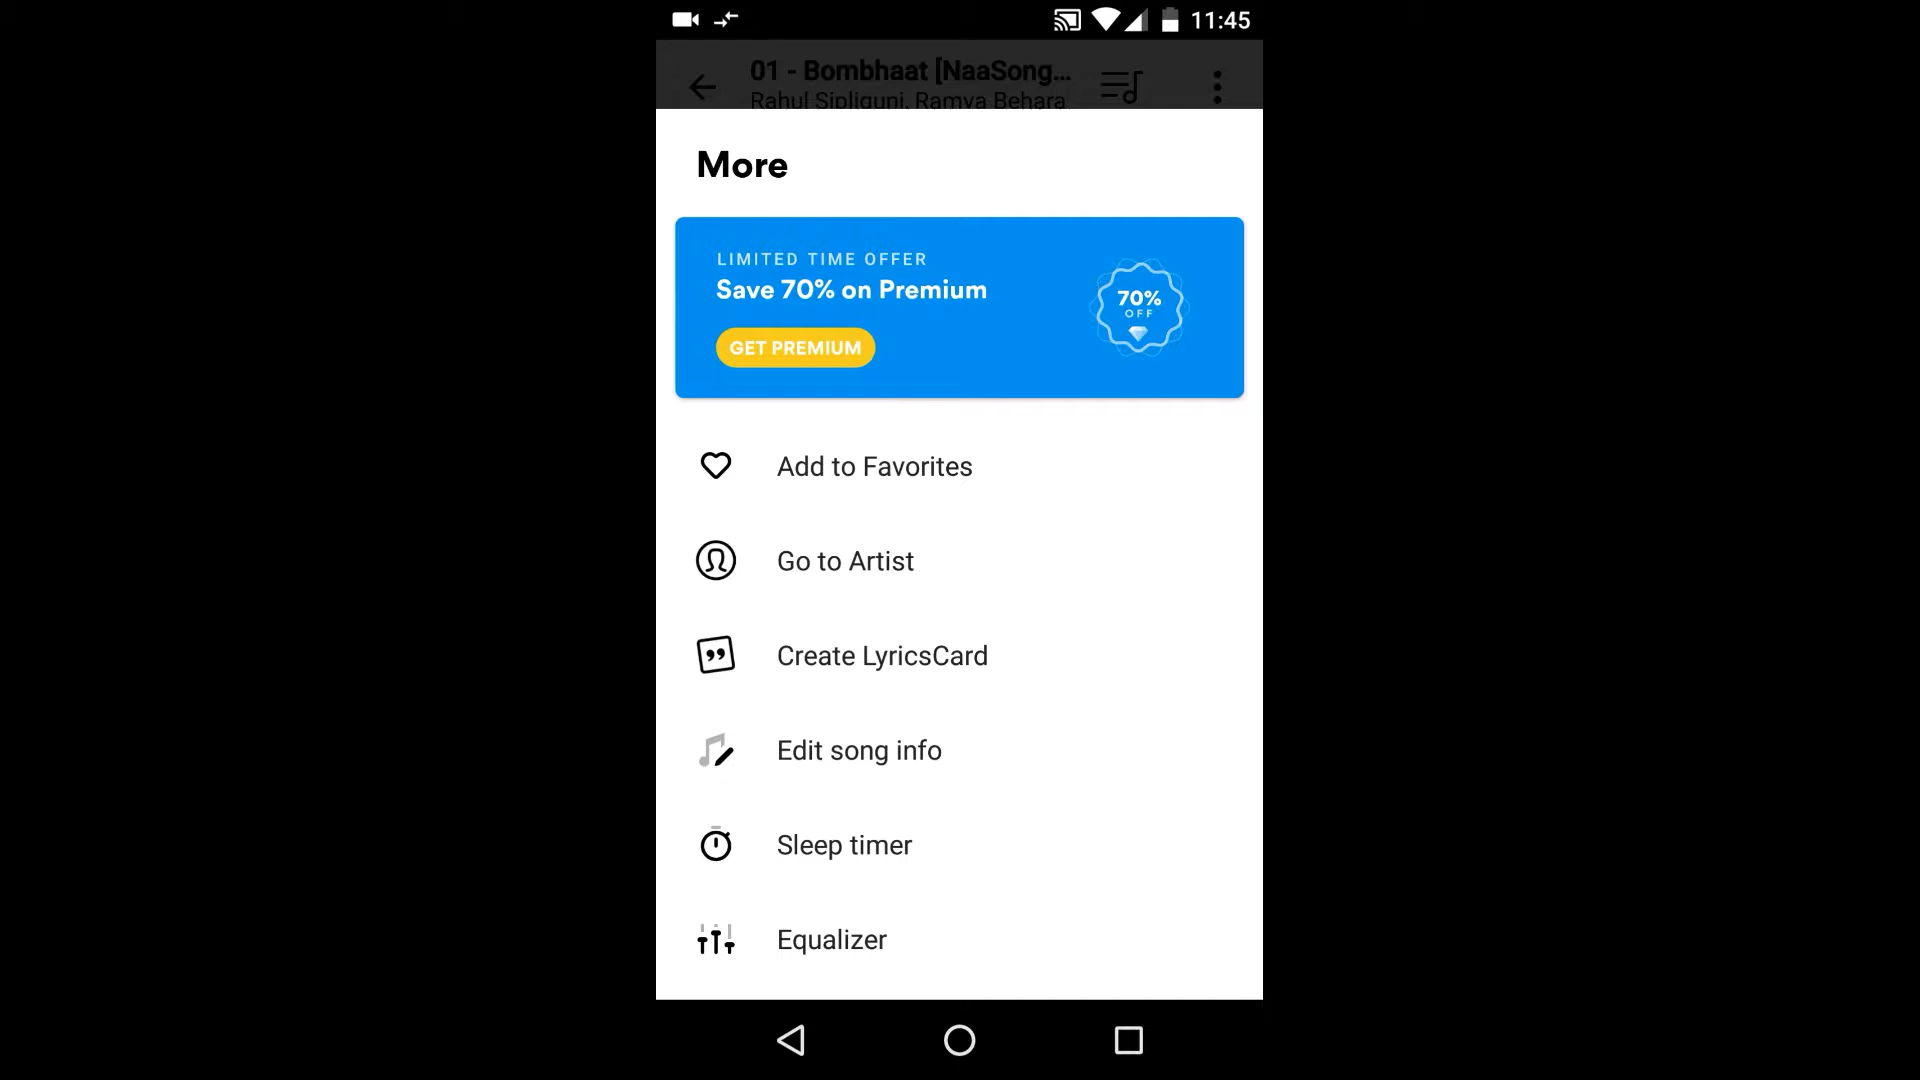 11:45
01 - Bombhaat [NaaSong...
Rahul Sipligunj, Ramya Behara
More
LIMITED TIME OFFER
Save 70% on Premium
70%
OFF
GET PREMIUM
Add to Favorites
Go to Artist
Create LyricsCard
Edit song info
Sleep timer
Equalizer